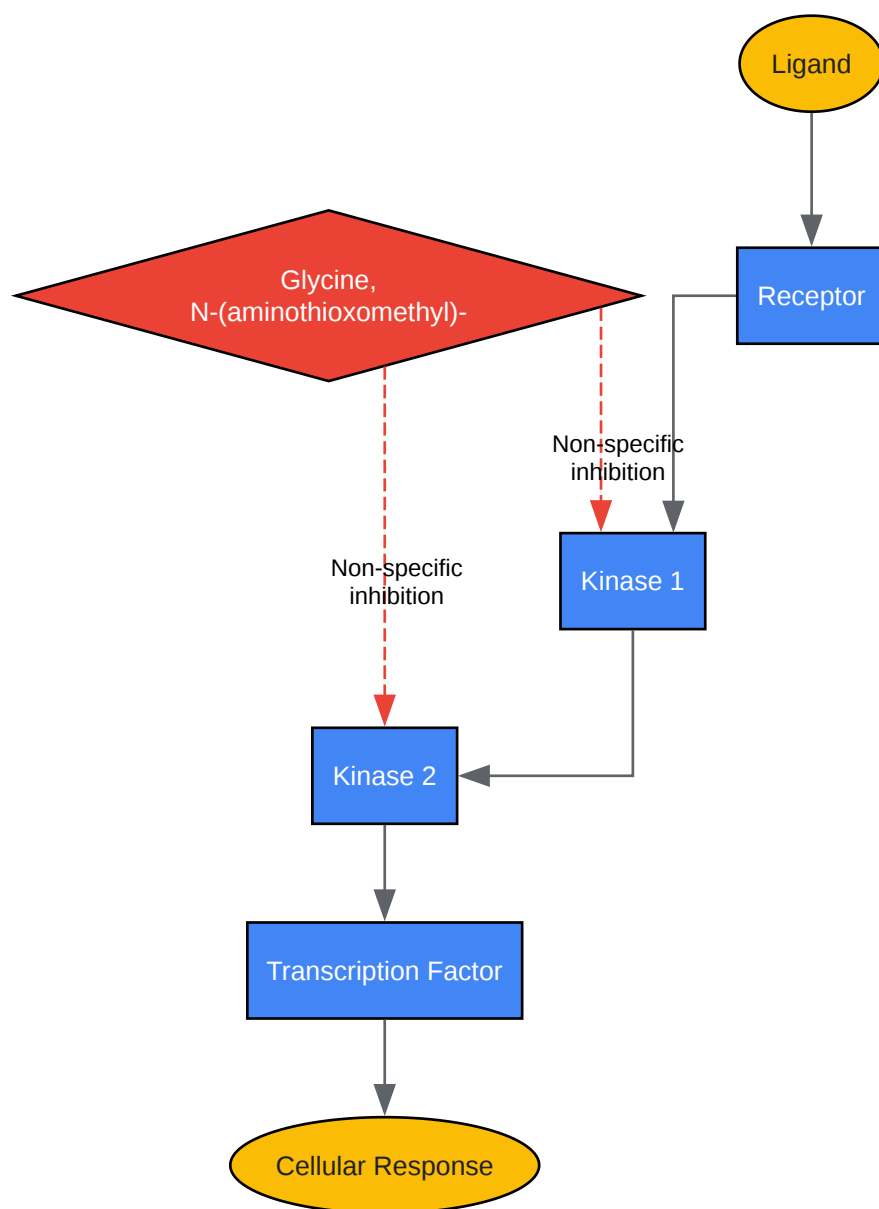 Ligand
Glycine,
N-(aminothioxomethyl)-
Receptor
Non-specific
inhibition
Non-specific
inhibition
Kinase 1
Kinase 2
Transcription Factor
Cellular Response